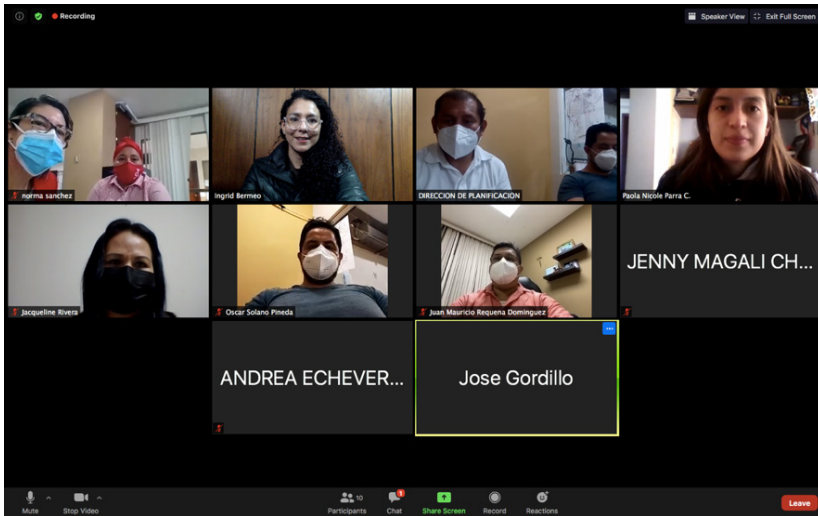 Recording
Speaker View
Exit Full Screen
norma sanchez
Ingrid Bermeo
DIRECCION DE PLANIFICACION
Paola Nicole Parra C.
Jacqueline Rivera
Oscar Solano Pineda
Juan Mauricio Requena Dominguez
JENNY MAGALI CH...
ANDREA ECHEVER...
Jose Gordillo
Mute
Stop Video
10
Participants
1
Chat
Share Screen
Record
Reactions
Leave